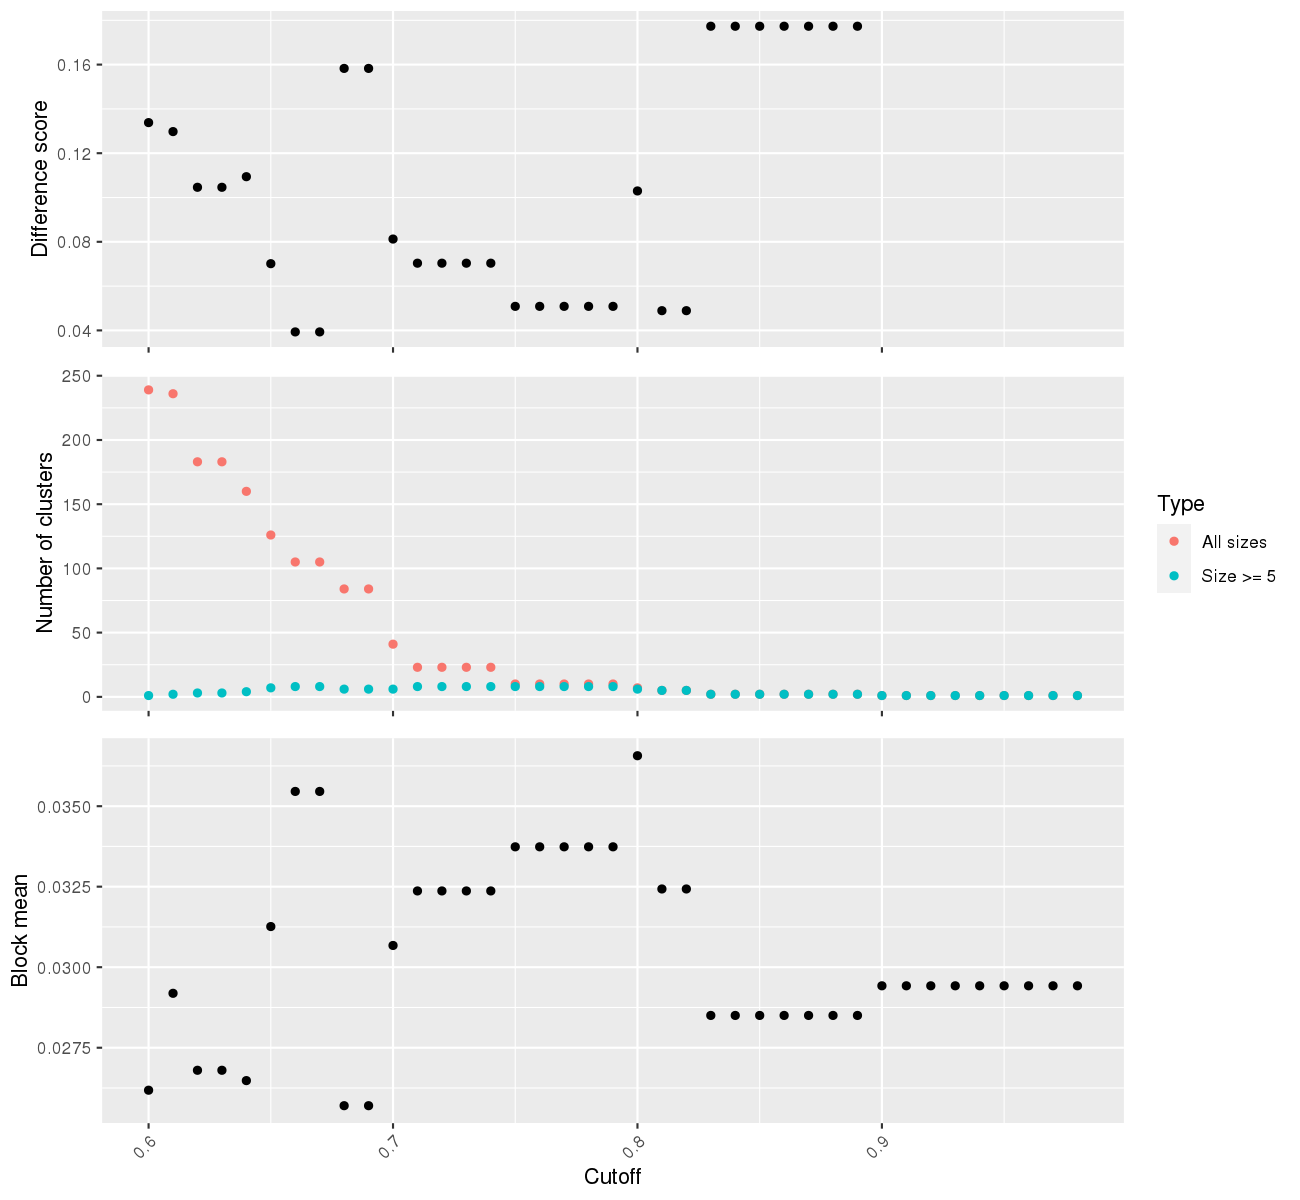 Difference score
0.16
0.12
0.08
0.04
Number of clusters
250
200
150
100
50
0
Type
All sizes
Size >= 5
Block mean
0.0350
0.0325
0.0300
0.0275
0.6
0.7
0.8
0.9
Cutoff